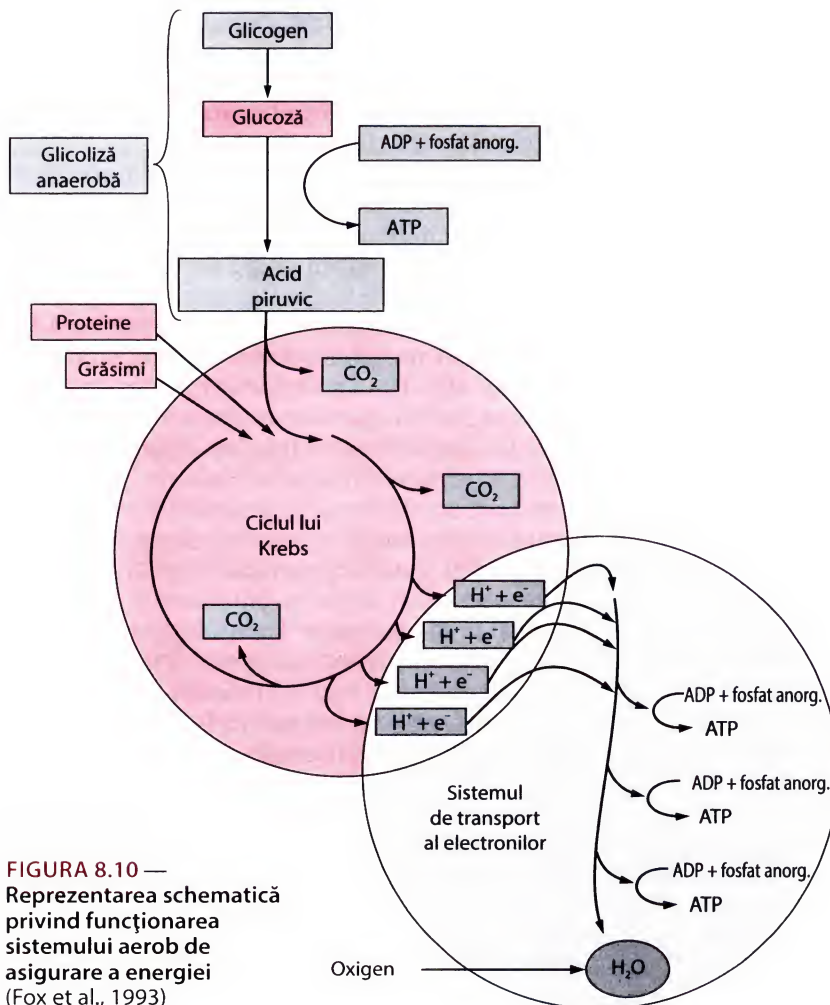 Glicogen
Glucoză
ADP + fosfat anorg.
Glicoliză
anaerobă
ATP
Acid
piruvic
Proteine
Grăsimi
CO₂
CO₂
Ciclul lui
Krebs
H⁺ + e⁻
CO₂
H⁺ + e⁻
H⁺ + e⁻
H⁺ + e⁻
ADP + fosfat anorg.
ATP
Sistemul
de transport
al electronilor
ADP + fosfat anorg.
ATP
ADP + fosfat anorg.
ATP
FIGURA 8.10 —
Reprezentarea schematică
privind funcţionarea
sistemului aerob de
asigurare a energiei
(Fox et al., 1993)
Oxigen
H₂O